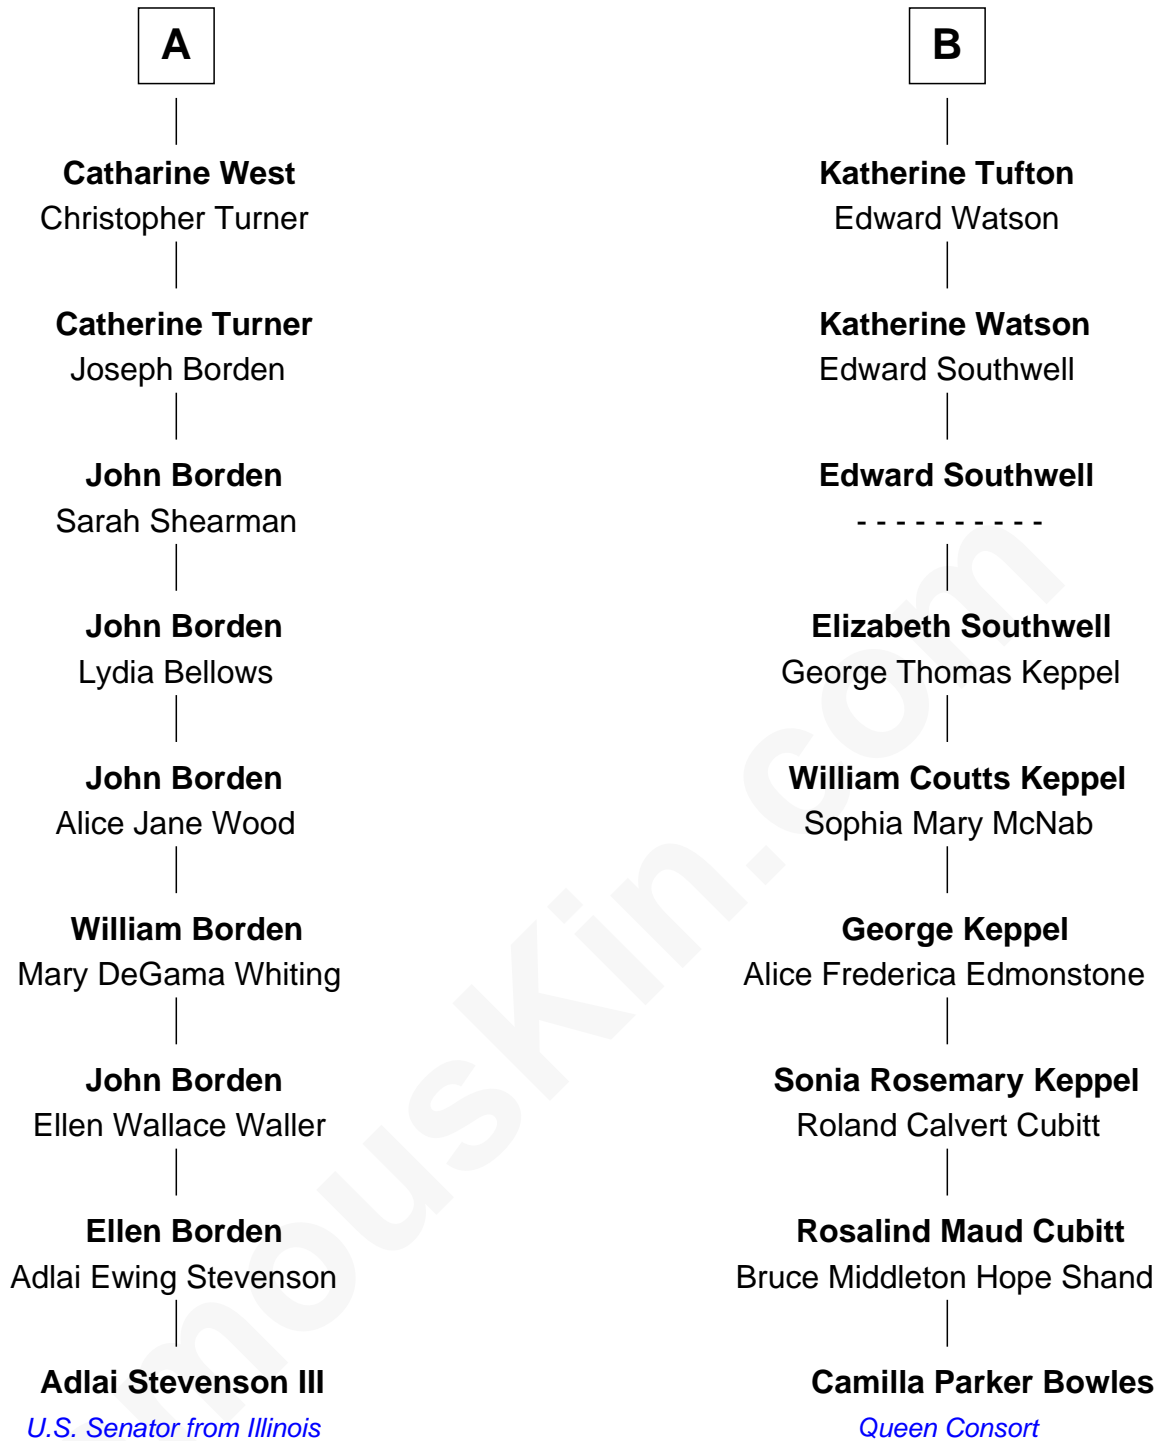 A
Catharine West
Christopher Turner
Catherine Turner
Joseph Borden
John Borden
Sarah Shearman
John Borden
Lydia Bellows
John Borden
Alice Jane Wood
William Borden
Mary DeGama Whiting
John Borden
Ellen Wallace Waller
Ellen Borden
Adlai Ewing Stevenson
Adlai Stevenson III
U.S. Senator from Illinois
B
Katherine Tufton
Edward Watson
Katherine Watson
Edward Southwell
Edward Southwell
- - - - - - - - - -
Elizabeth Southwell
George Thomas Keppel
William Coutts Keppel
Sophia Mary McNab
George Keppel
Alice Frederica Edmonstone
Sonia Rosemary Keppel
Roland Calvert Cubitt
Rosalind Maud Cubitt
Bruce Middleton Hope Shand
Camilla Parker Bowles
Queen Consort
mousKin.com